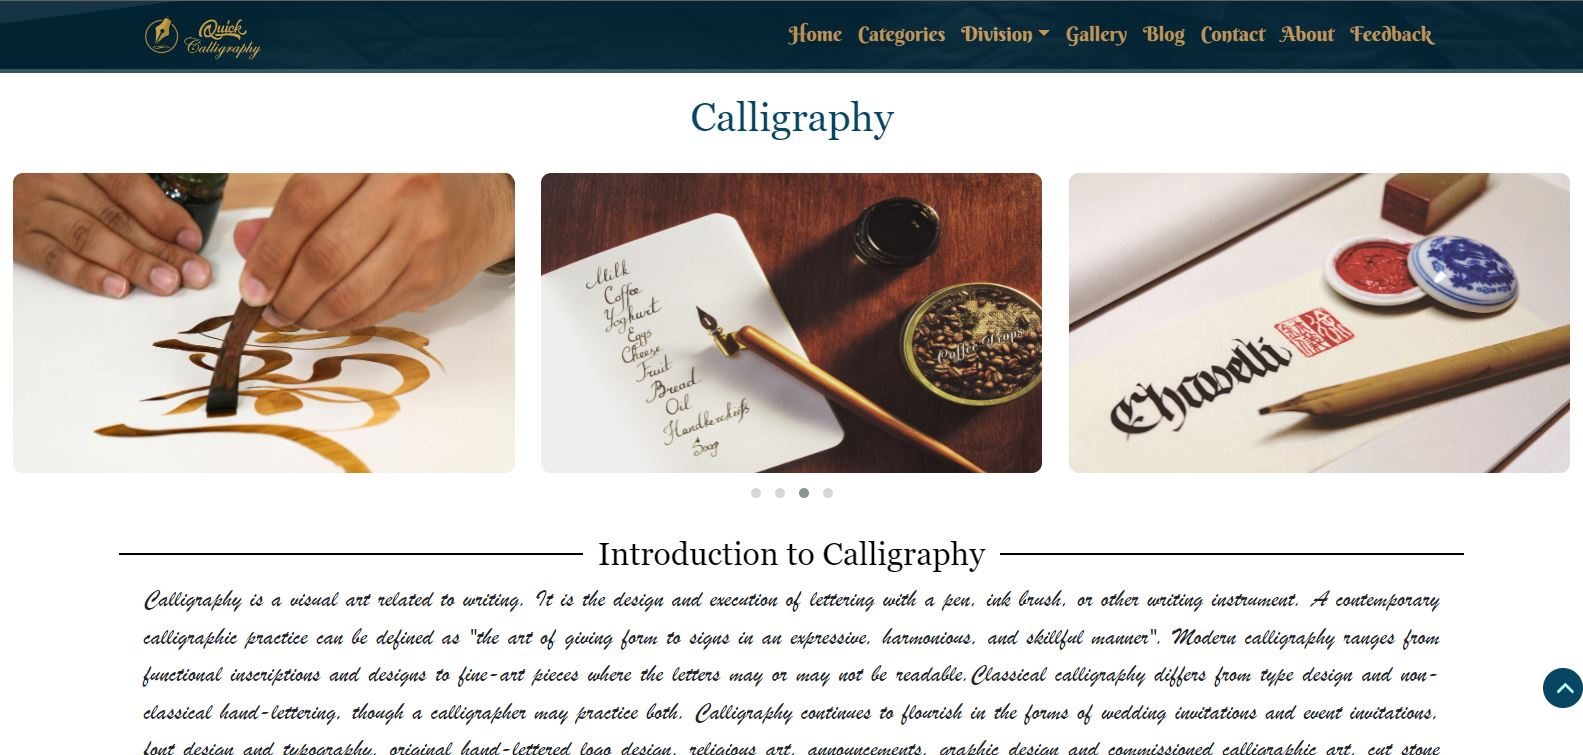 Quick
Calligraphy
Home Categories Division Gallery Blog Contact About Feedback
Calligraphy
Milk
Coffee
Yoghurt
Eggs
Cheese
Fruit
Bread
Oil
Handkerchiefs
Soap
Coffee Drops
Introduction to Calligraphy
Calligraphy is a visual art related to writing. It is the design and execution of lettering with a pen, ink brush, or other writing instrument. A contemporary
calligraphic practice can be defined as "the art of giving form to signs in an expressive, harmonious, and skillful manner". Modern calligraphy ranges from
functional inscriptions and designs to fine-art pieces where the letters may or may not be readable.Classical calligraphy differs from type design and non-
classical hand-lettering, though a calligrapher may practice both. Calligraphy continues to flourish in the forms of wedding invitations and event invitations,
font design and typography, original hand-lettered logo design, religious art, announcements, graphic design and commissioned calligraphic art, cut stone